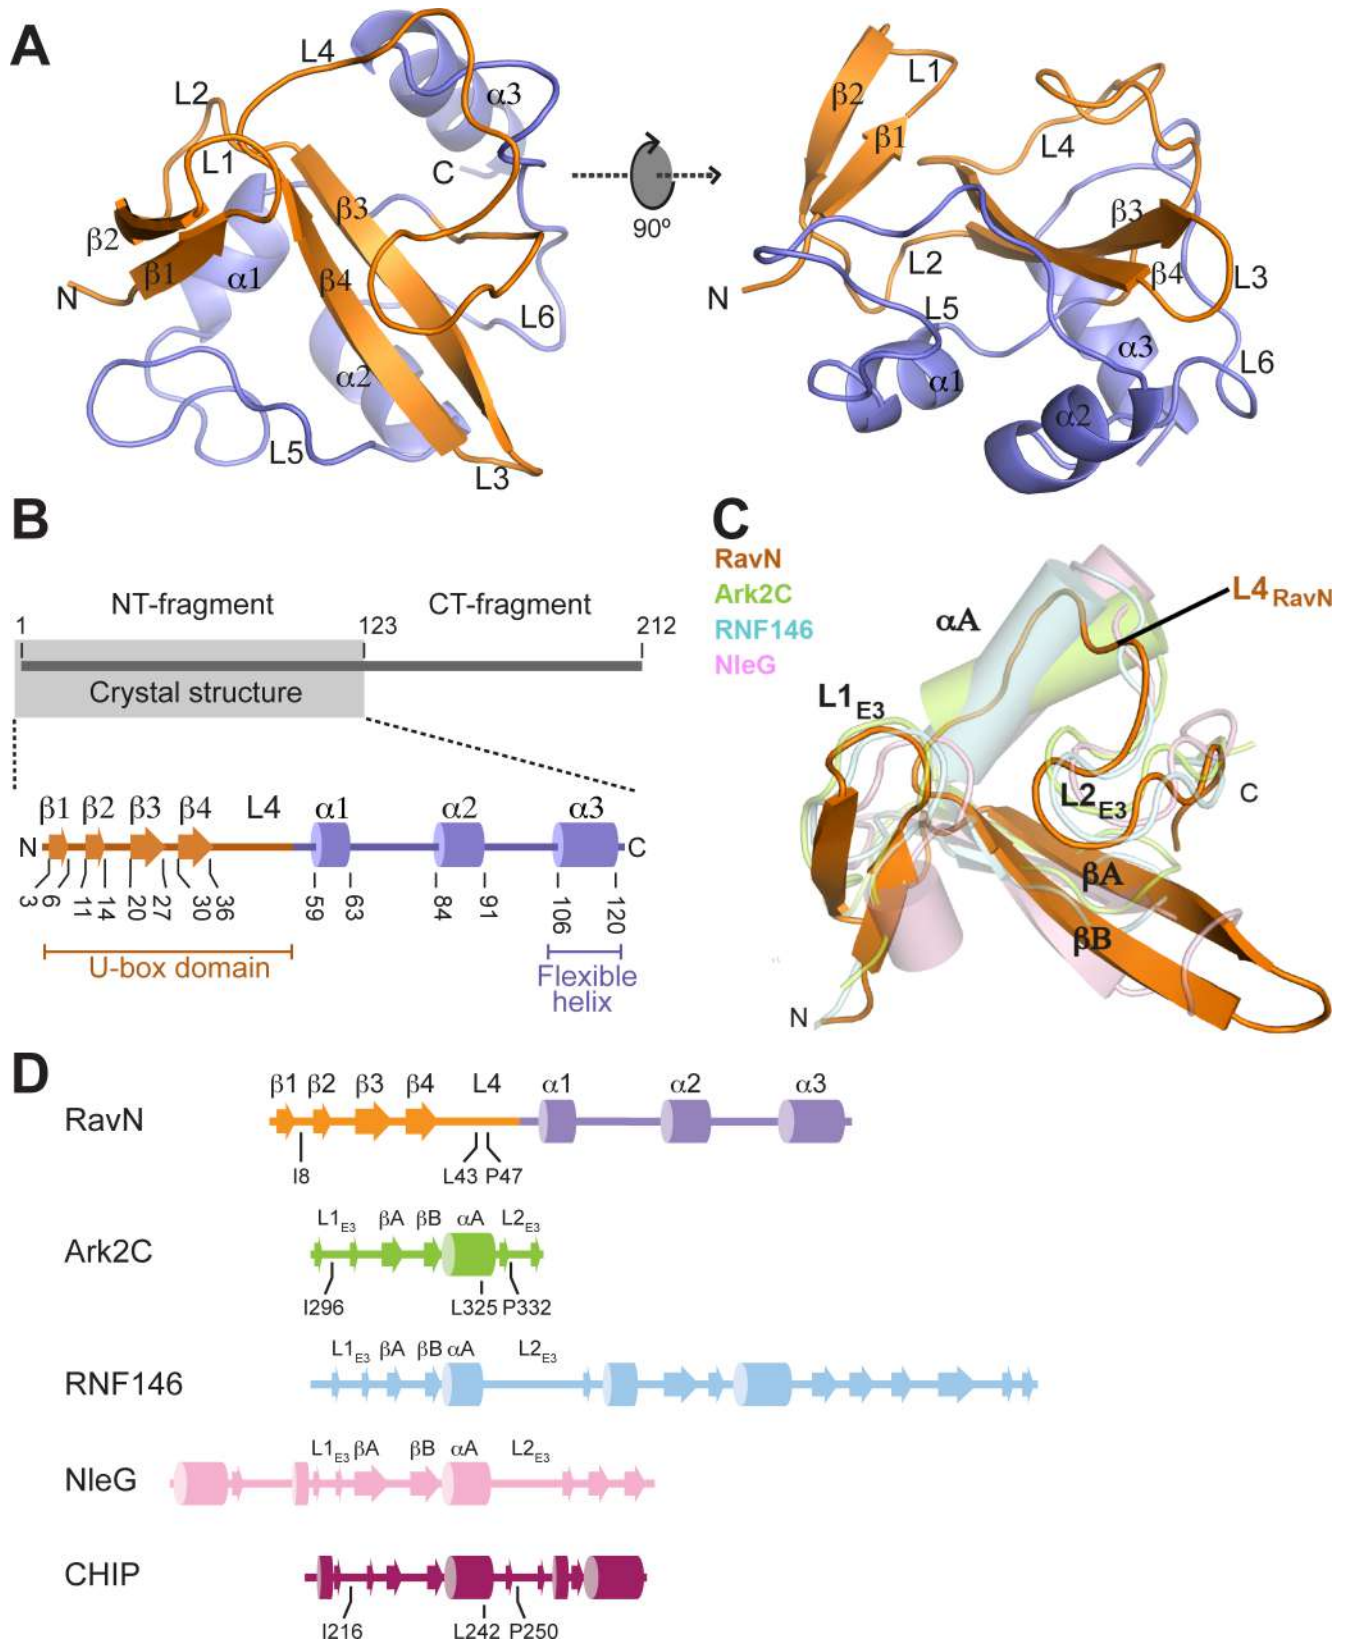 A
L4
L2
α3
L1
C
β3
β2
β1
α1
β4
L6
N
α2
L5
L3
90º
L1
β2
β1
L4
β3
L2
β4
L3
N
L5
α3
L6
α1
α2
B
NT-fragment
CT-fragment
1
123
212
Crystal structure
β1
β2
β3
β4
L4
α1
α2
α3
N
C
3
6
11
14
20
27
30
36
59
63
84
91
106
120
U-box domain
Flexible
helix
C
RavN
Ark2C
RNF146
NleG
αA
L4RavN
L1E3
L2E3
C
βA
βB
N
D
β1 β2 β3 β4 L4 α1 α2 α3
RavN
I8 L43 P47
L1E3 βA βB αA L2E3
Ark2C
I296 L325 P332
L1E3 βA βB αA L2E3
RNF146
L1E3 βA βB αA L2E3
NleG
CHIP
I216 L242 P250